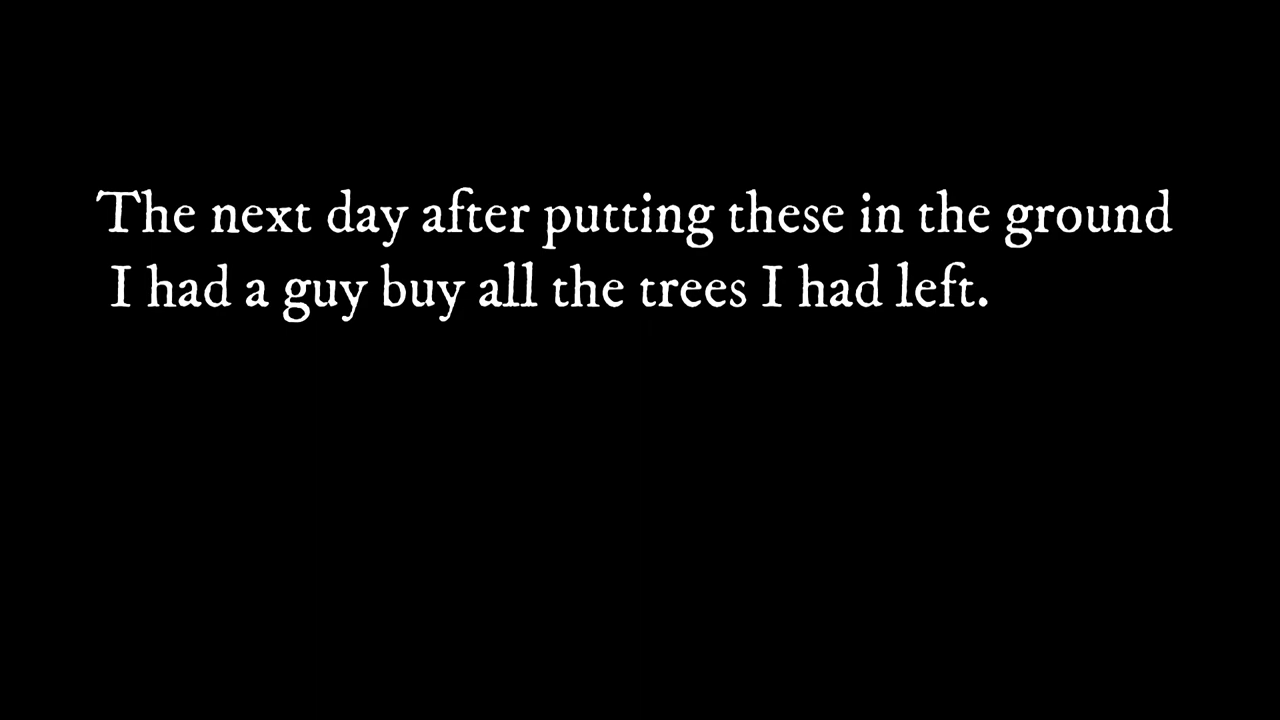 The next day after putting these in the ground
I had a guy buy all the trees I had left.